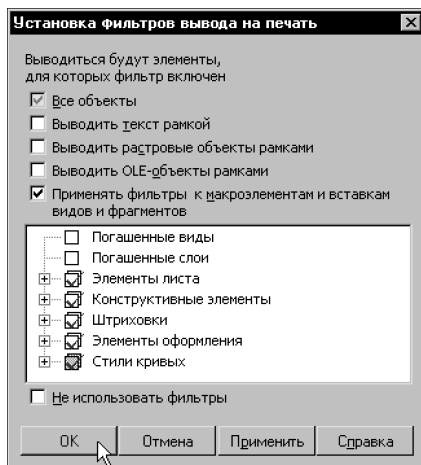 Установка фильтров вывода на печать
Выводиться будут элементы,
для которых фильтр включен
Все объекты
Выводить текст рамкой
Выводить растровые объекты рамками
Выводить OLE-объекты рамками
Применять фильтры к макроэлементам и вставкам
видов и фрагментов
Погашенные виды
Погашенные слои
Элементы листа
Конструктивные элементы
Штриховки
Элементы оформления
Стили кривых
Не использовать фильтры
OK Отмена Применить Справка